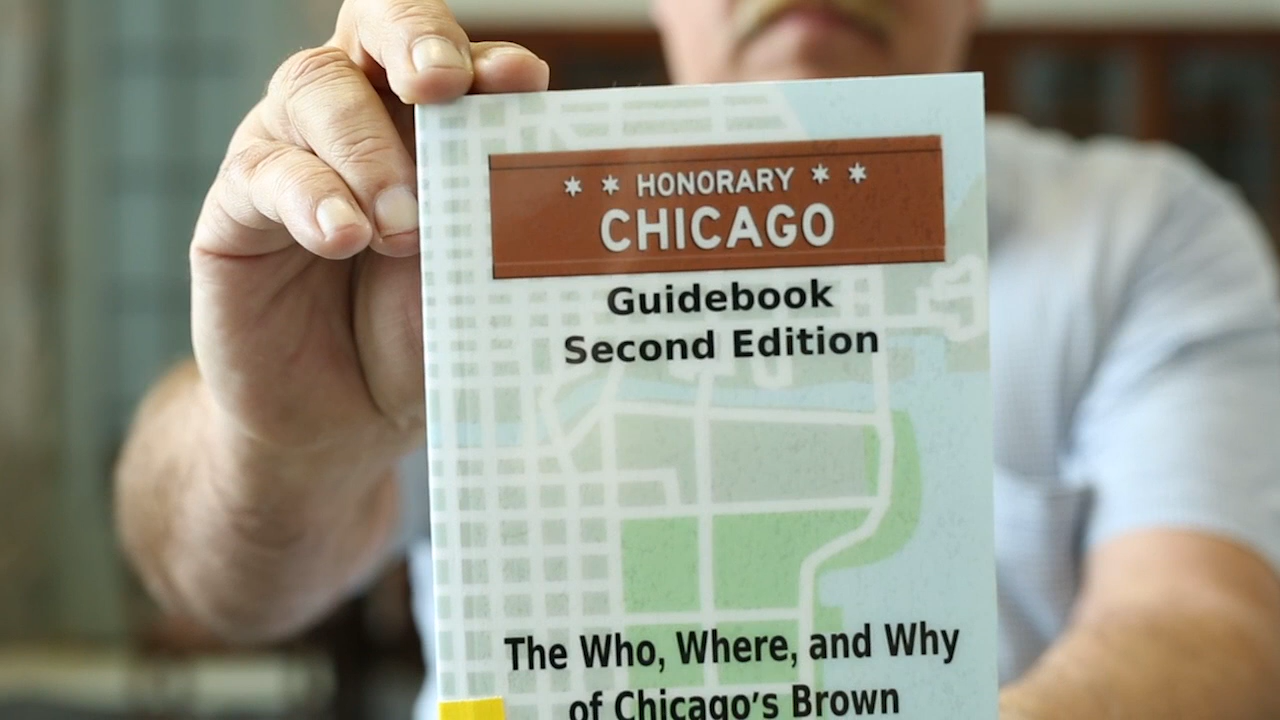 * * HONORARY * *
CHICAGO
Guidebook
Second Edition
The Who, Where, and Why
of Chicago's Brown